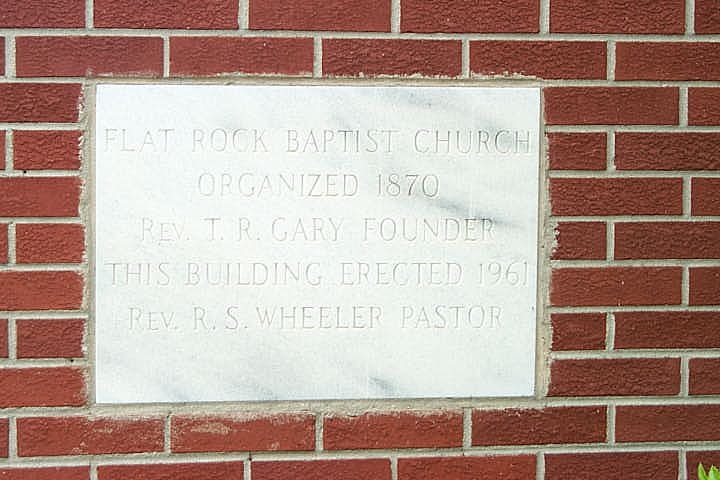 FLAT ROCK BAPTIST CHURCH
ORGANIZED 1870
REV. T. R. GARY FOUNDER
THIS BUILDING ERECTED 1961
REV. R. S. WHEELER PASTOR